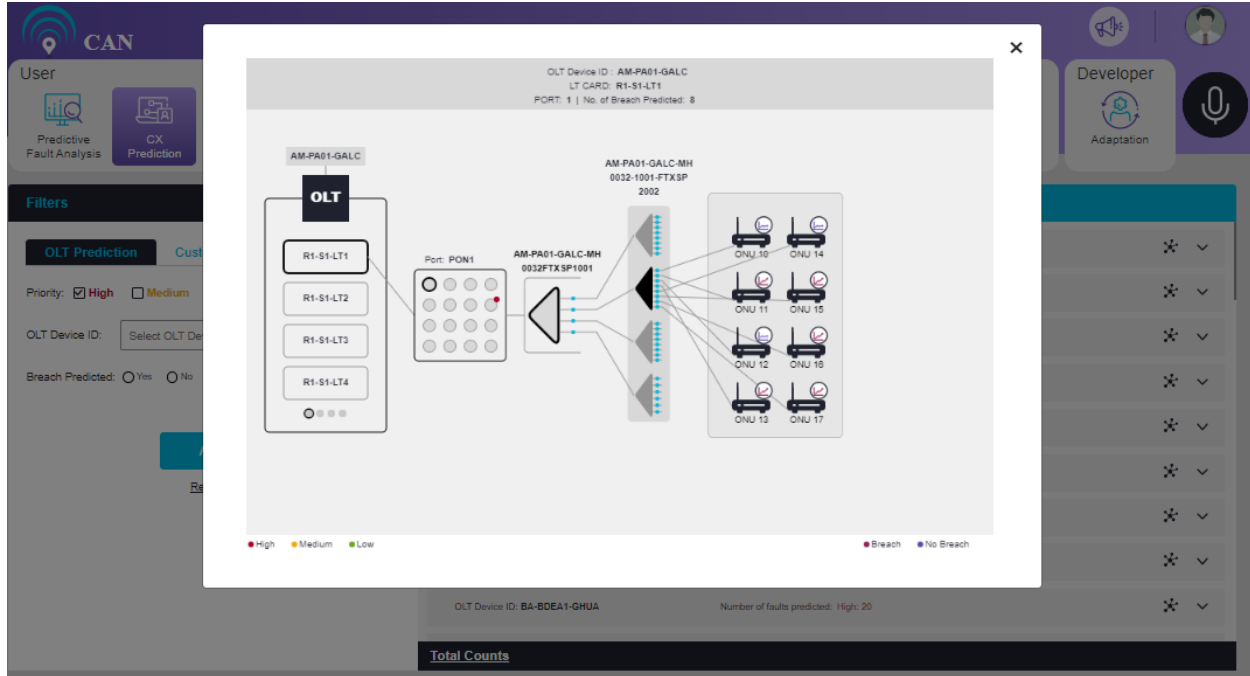 CAN
User
Predictive
Fault Analysis
CX
Prediction
Developer
Adaptation
Filters
OLT Prediction
Cust
Priority: High Medium
OLT Device ID: Select OLT De
Breach Predicted: Yes No
Re
×
OLT Device ID : AM-PA01-GALC
LT CARD: R1-S1-LT1
PORT: 1 | No. of Breach Predicted: 8
AM-PA01-GALC
OLT
R1-S1-LT1
R1-S1-LT2
R1-S1-LT3
R1-S1-LT4
Port: PON1
AM-PA01-GALC-MH
0032FTXSP1001
AM-PA01-GALC-MH
0032-1001-FTXSP
2002
ONU 10 ONU 14
ONU 11 ONU 15
ONU 12 ONU 16
ONU 13 ONU 17
High Medium Low
Breach No Breach
OLT Device ID: BA-BDEA1-GHUA Number of faults predicted: High: 20
Total Counts